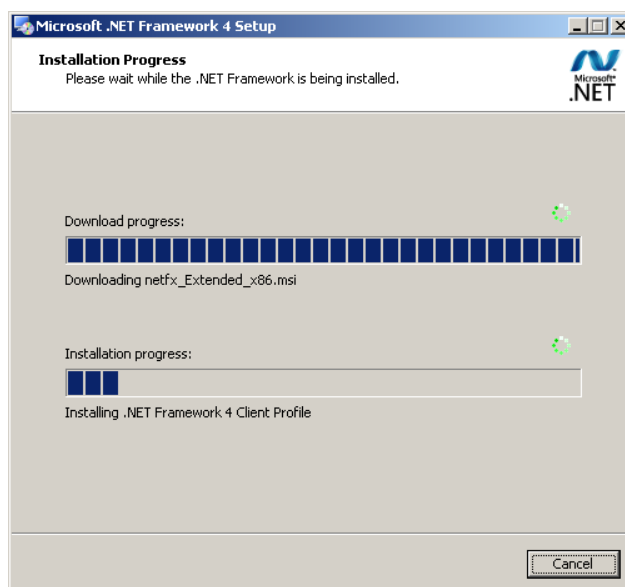 Microsoft .NET Framework 4 Setup
Installation Progress
Please wait while the .NET Framework is being installed.
Microsoft®
.NET
Download progress:
Downloading netfx_Extended_x86.msi
Installation progress:
Installing .NET Framework 4 Client Profile
Cancel